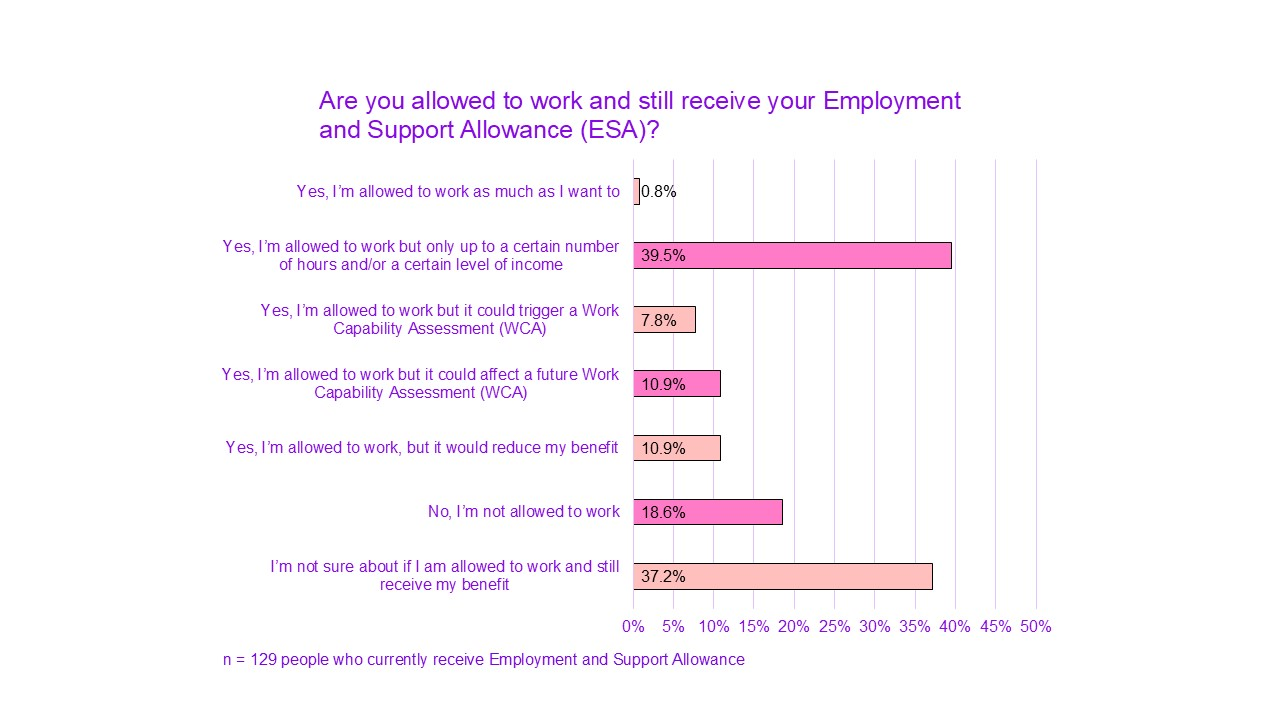 Are you allowed to work and still receive your Employment
and Support Allowance (ESA)?
Yes, I’m allowed to work as much as I want to
0.8%
Yes, I’m allowed to work but only up to a certain number
of hours and/or a certain level of income
39.5%
Yes, I’m allowed to work but it could trigger a Work
Capability Assessment (WCA)
7.8%
Yes, I’m allowed to work but it could affect a future Work
Capability Assessment (WCA)
10.9%
Yes, I’m allowed to work, but it would reduce my benefit
10.9%
No, I’m not allowed to work
18.6%
I’m not sure about if I am allowed to work and still
receive my benefit
37.2%
0% 5% 10% 15% 20% 25% 30% 35% 40% 45% 50%
n = 129 people who currently receive Employment and Support Allowance